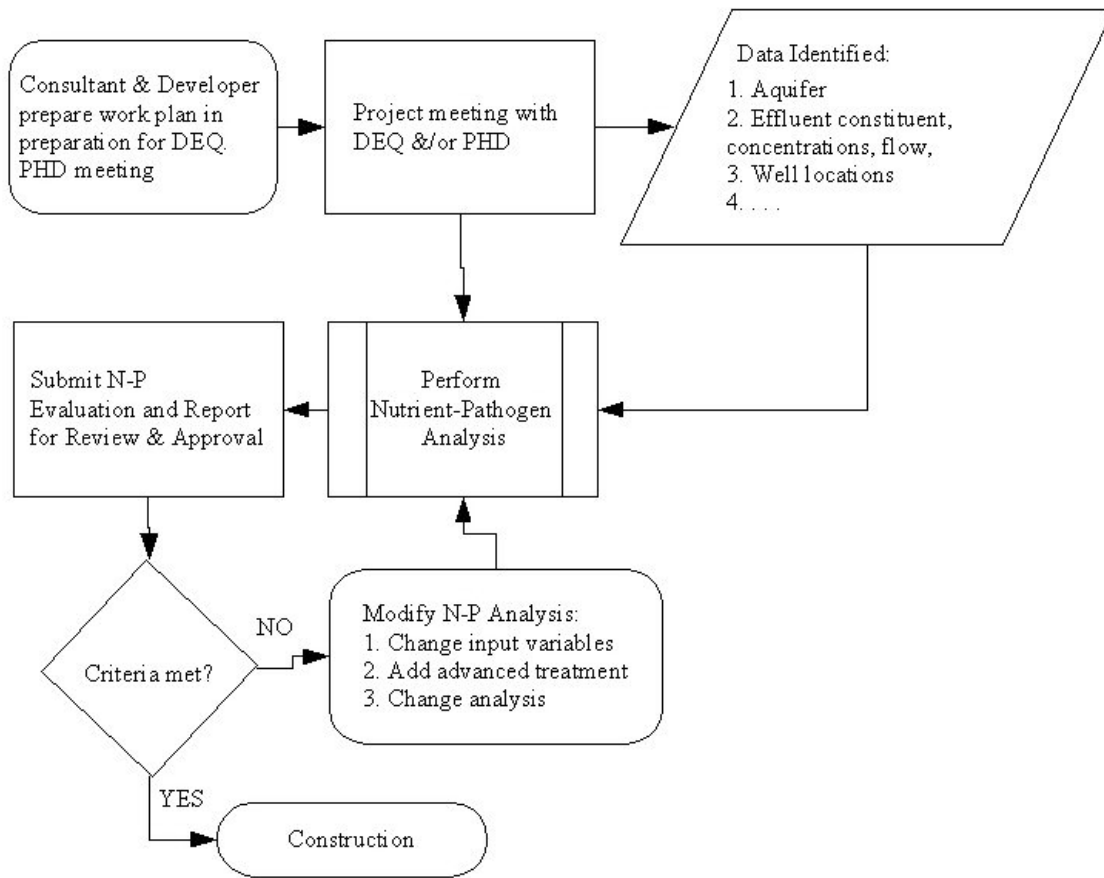 Consultant & Developer
prepare work plan in
preparation for DEQ.
PHD meeting
Project meeting with
DEQ &/or PHD
Data Identified:
1. Aquifer
2. Effluent constituent,
concentrations, flow,
3. Well locations
4. . . .
Submit N-P
Evaluation and Report
for Review & Approval
Perform
Nutrient-Pathogen
Analysis
Criteria met?
NO
Modify N-P Analysis:
1. Change input variables
2. Add advanced treatment
3. Change analysis
YES
Construction